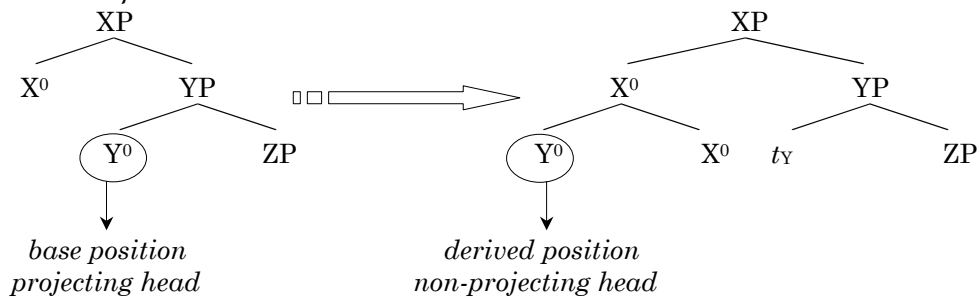 XP XP
X⁰ YP X⁰ YP
Y⁰ ZP Y⁰ X⁰ tY ZP
base position derived position
projecting head non-projecting head